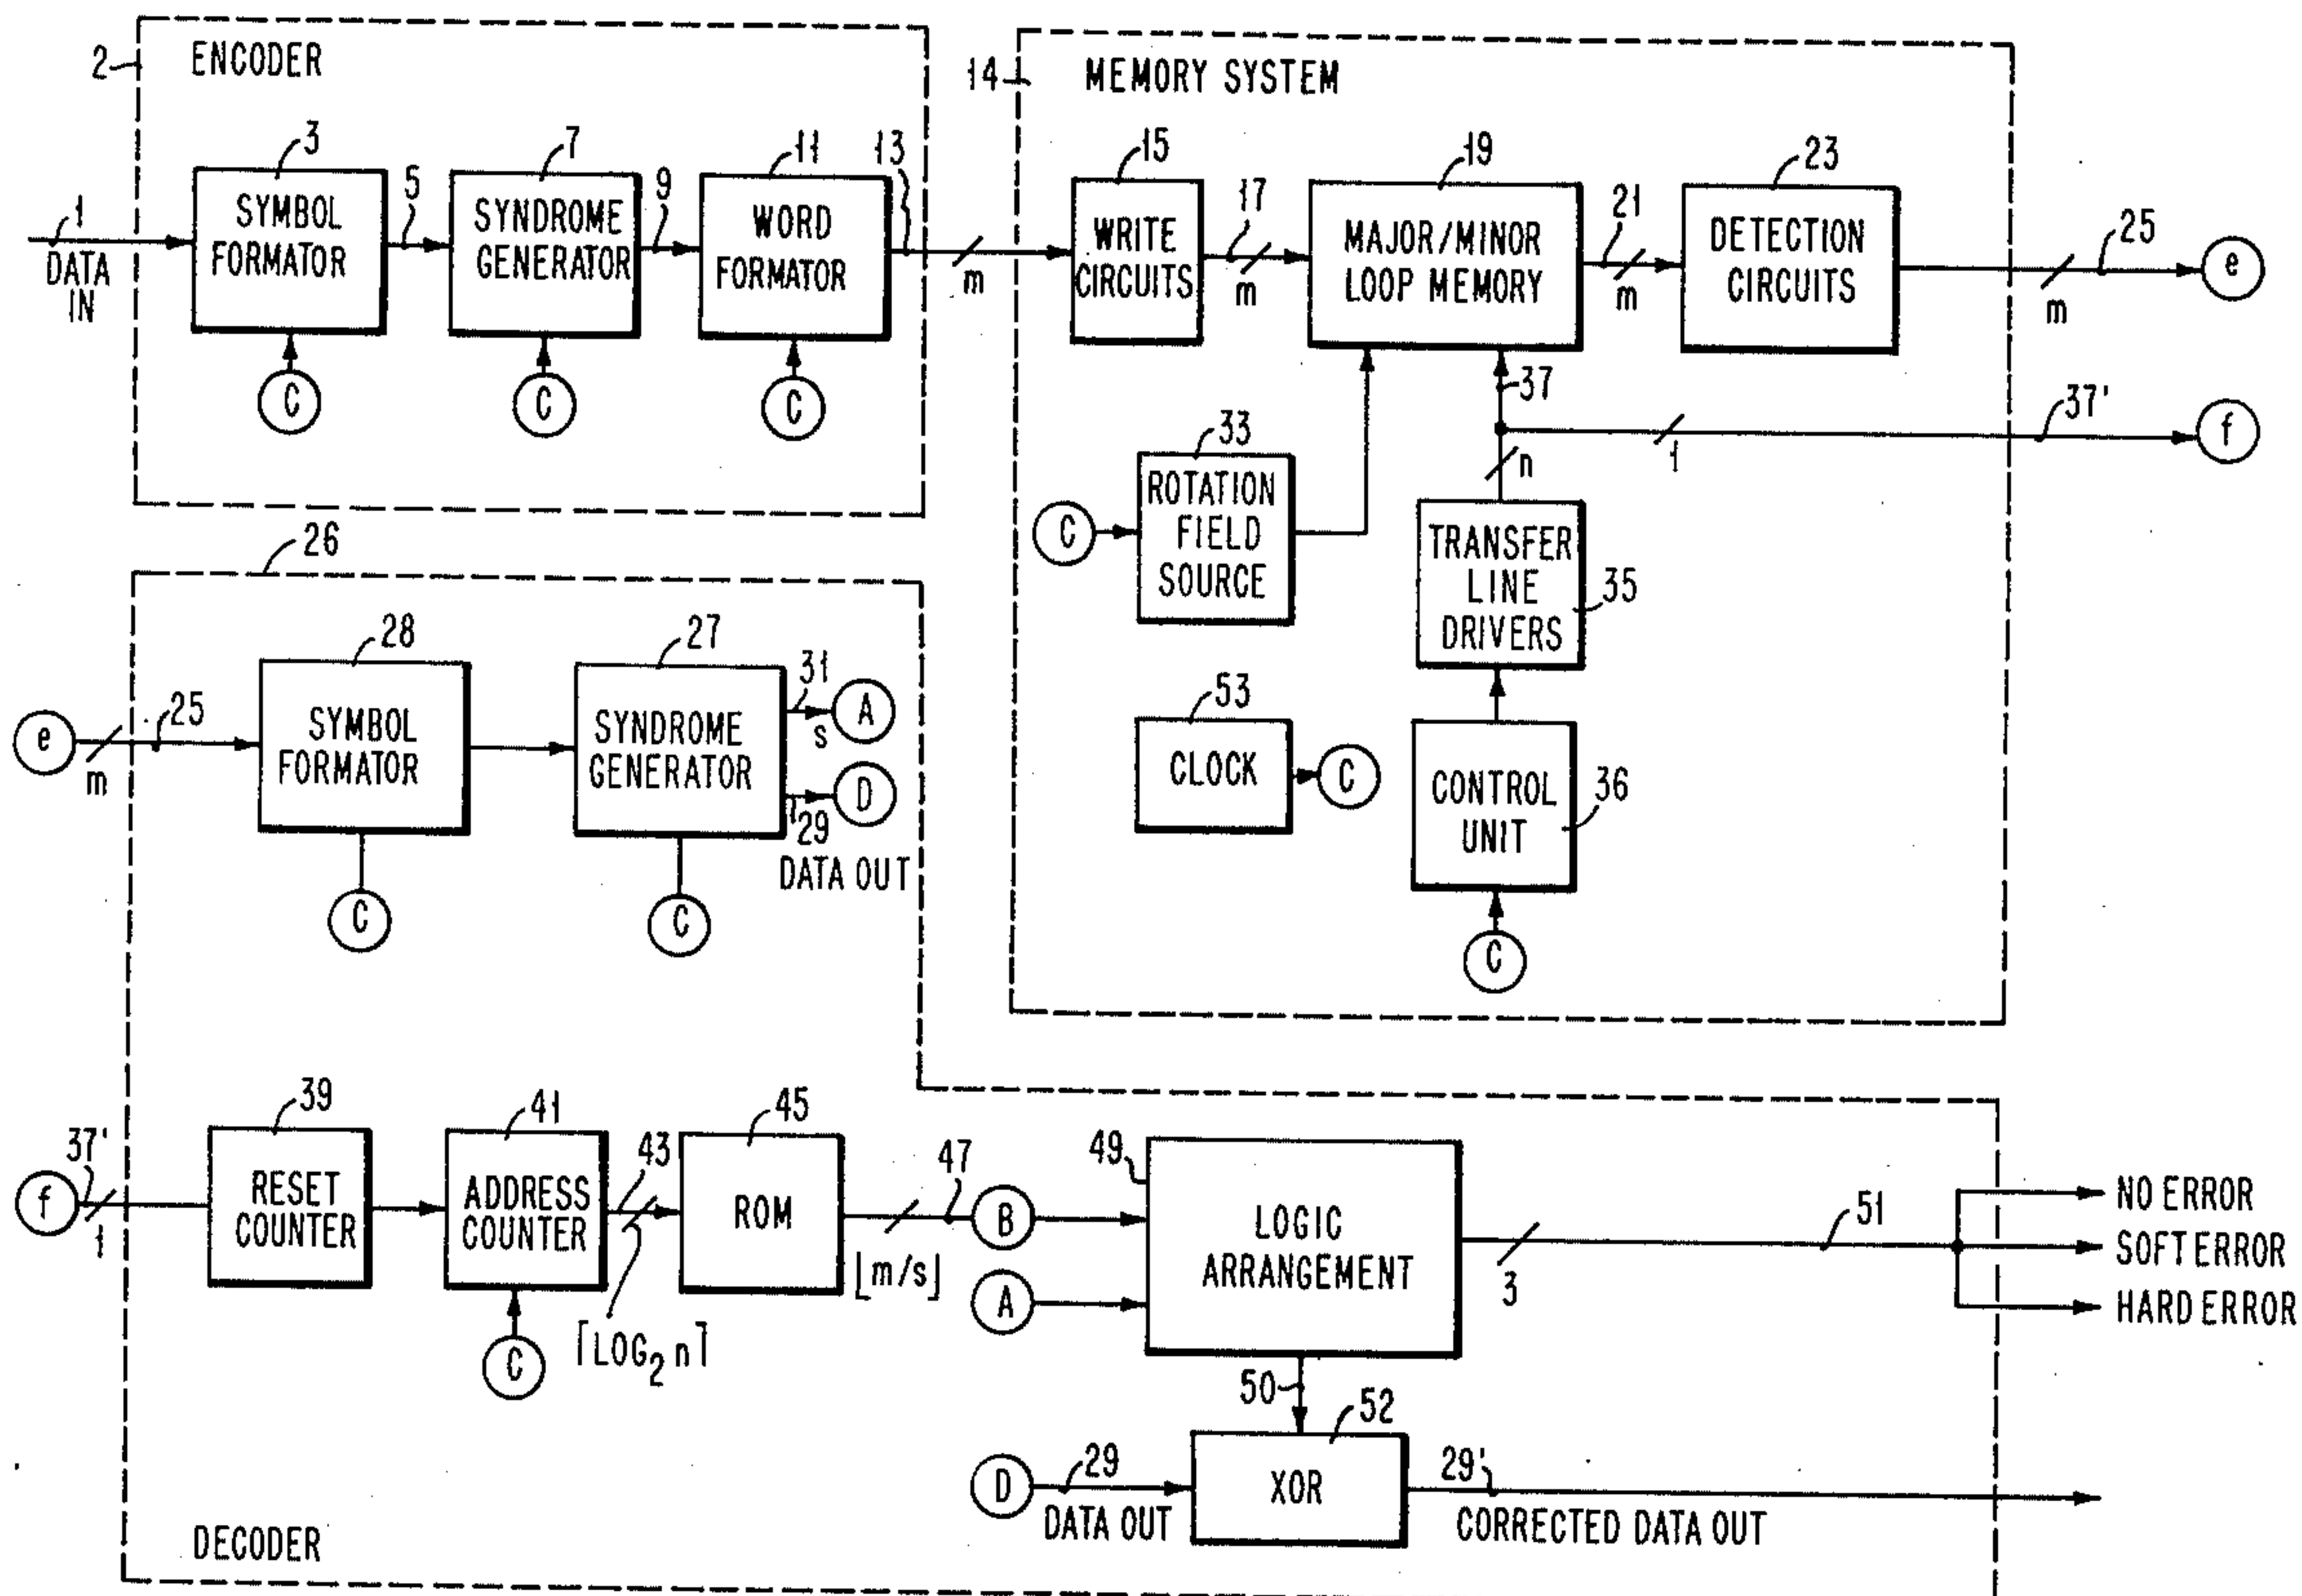 2
ENCODER
3
SYMBOL
FORMATOR
5
7
SYNDROME
GENERATOR
9
11
WORD
FORMATOR
13
1
DATA
IN
C
C
C
m
14
MEMORY SYSTEM
15
WRITE
CIRCUITS
17
m
19
MAJOR/MINOR
LOOP MEMORY
21
m
23
DETECTION
CIRCUITS
25
m
e
37
37'
f
1
n
33
ROTATION
FIELD
SOURCE
C
TRANSFER
LINE
DRIVERS
35
53
CLOCK
C
CONTROL
UNIT
36
C
26
e
m
25
28
SYMBOL
FORMATOR
C
27
SYNDROME
GENERATOR
C
31
s
A
D
29
DATA OUT
f
37'
1
39
RESET
COUNTER
41
ADDRESS
COUNTER
C
43
⌈LOG₂ n⌉
45
ROM
47
⌊m/s⌋
B
A
49
LOGIC
ARRANGEMENT
3
51
NO ERROR
SOFT ERROR
HARD ERROR
50
52
XOR
D
29
DATA OUT
29'
CORRECTED DATA OUT
DECODER